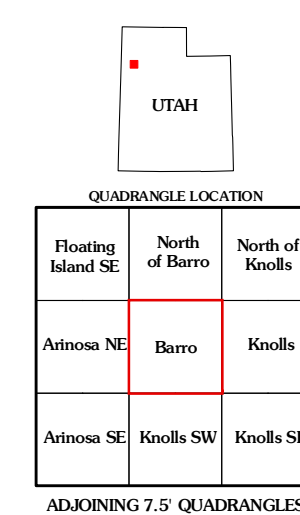 UTAH
QUADRANGLE LOCATION
Floating
Island SE
North
of Barro
North of
Knolls
Arinosa NE
Barro
Knolls
Arinosa SE
Knolls SW
Knolls
ADJOINING 7.5' QUADRANGLES